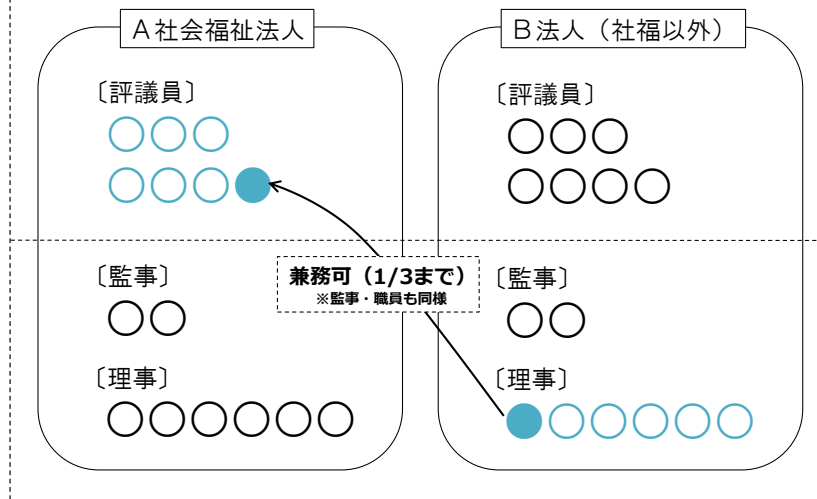 A社会福祉法人
B法人(社福以外)
〔評議員〕
〔評議員〕
〔監事〕
兼務可(1/3まで)
※監事・職員も同様
〔監事〕
〔理事〕
〔理事〕